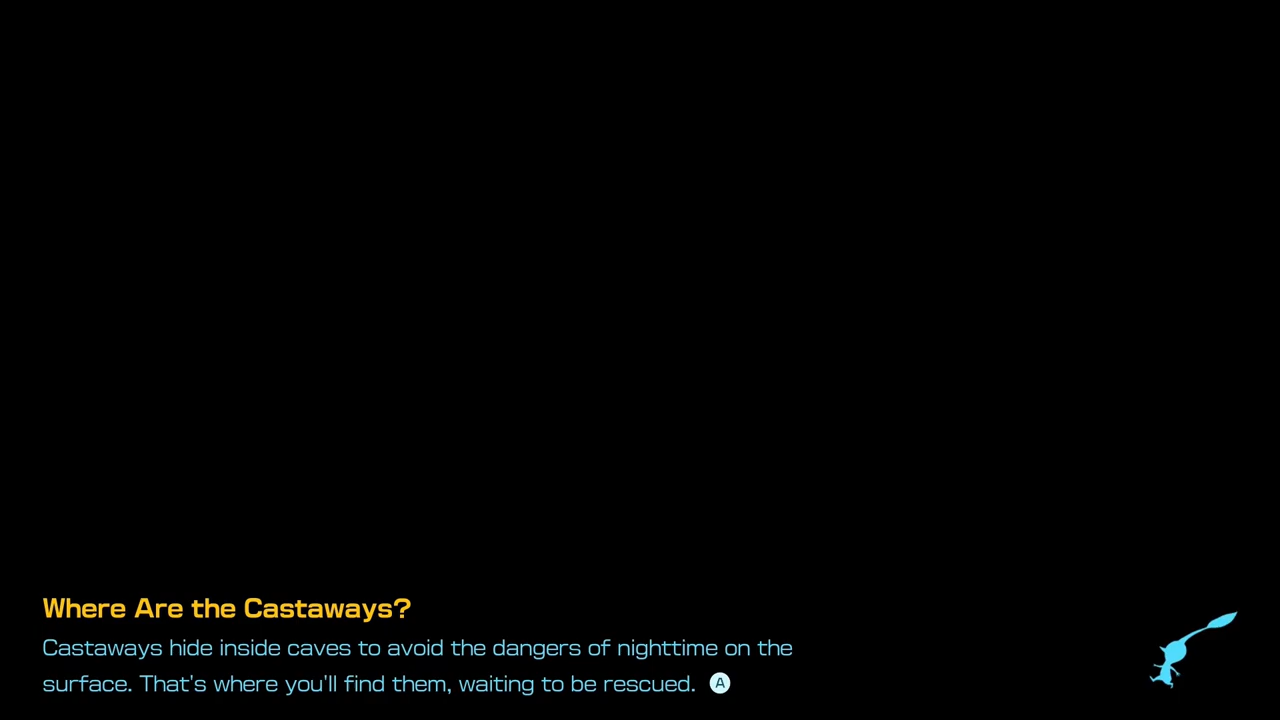 Where Are the Castaways?
Castaways hide inside caves to avoid the dangers of nighttime on the
surface. That's where you'll find them, waiting to be rescued. A